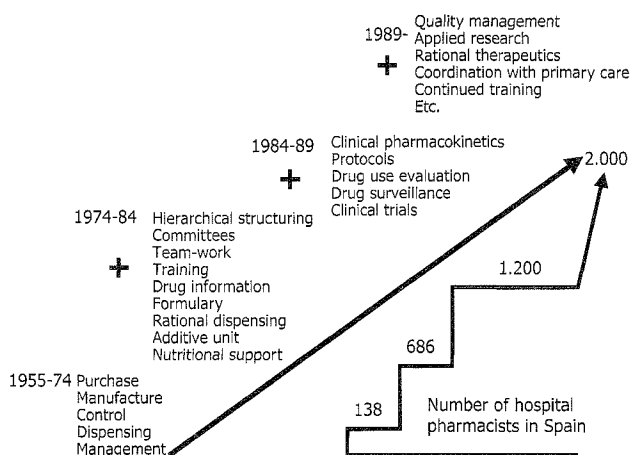 1989-
Quality management
Applied research
Rational therapeutics
Coordination with primary care
Continued training
Etc.
+
1984-89
Clinical pharmacokinetics
Protocols
Drug use evaluation
Drug surveillance
Clinical trials
+
2.000
1974-84
Hierarchical structuring
Committees
Team-work
Training
Drug information
Formulary
Rational dispensing
Additive unit
Nutritional support
+
1.200
686
1955-74
Purchase
Manufacture
Control
Dispensing
Management
138
Number of hospital
pharmacists in Spain